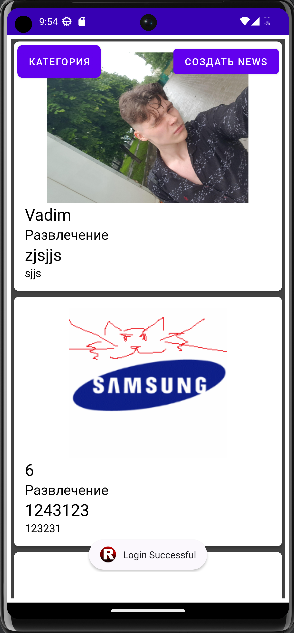 9:54
КАТЕГОРИЯ
СОЗДАТЬ NEWS
Vadim
Развлечение
zjsjjs
sjjs
SAMSUNG
6
Развлечение
1243123
123231
R Login Successful